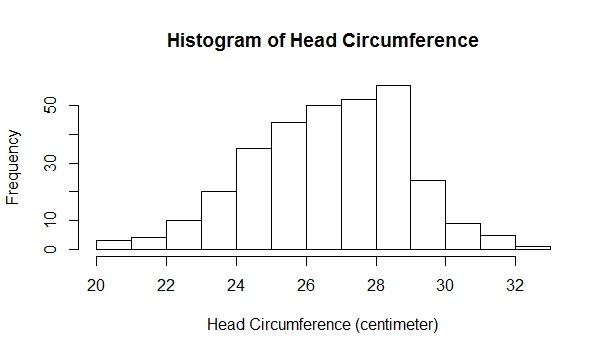 Histogram of Head Circumference
Frequency
50
30
10
0
20 22 24 26 28 30 32
Head Circumference (centimeter)